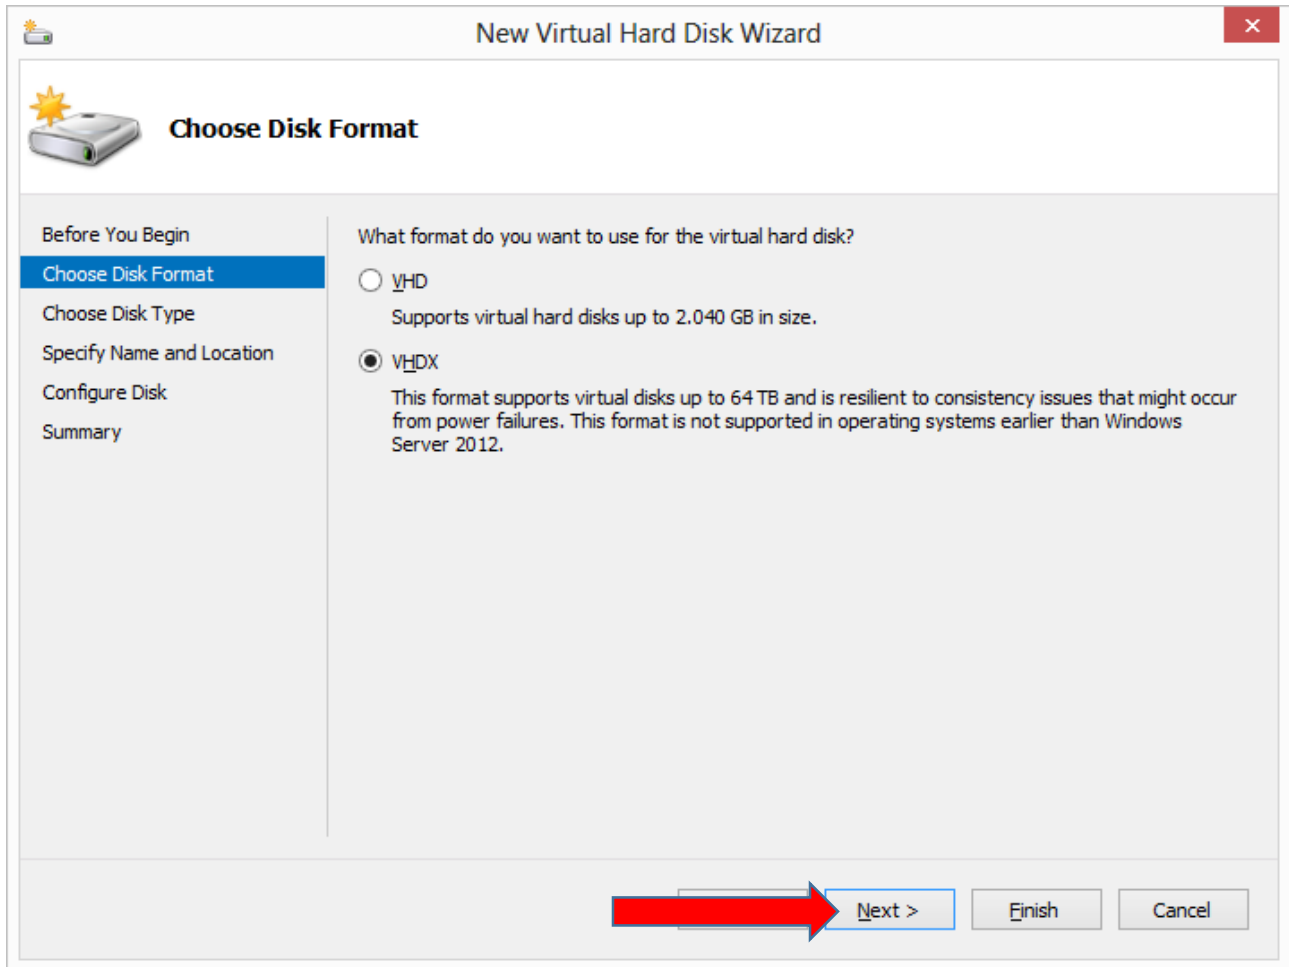 New Virtual Hard Disk Wizard
Choose Disk Format
Before You Begin
Choose Disk Format
Choose Disk Type
Specify Name and Location
Configure Disk
Summary
What format do you want to use for the virtual hard disk?
VHD
Supports virtual hard disks up to 2.040 GB in size.
VHDX
This format supports virtual disks up to 64 TB and is resilient to consistency issues that might occur
from power failures. This format is not supported in operating systems earlier than Windows
Server 2012.
Next >
Finish
Cancel